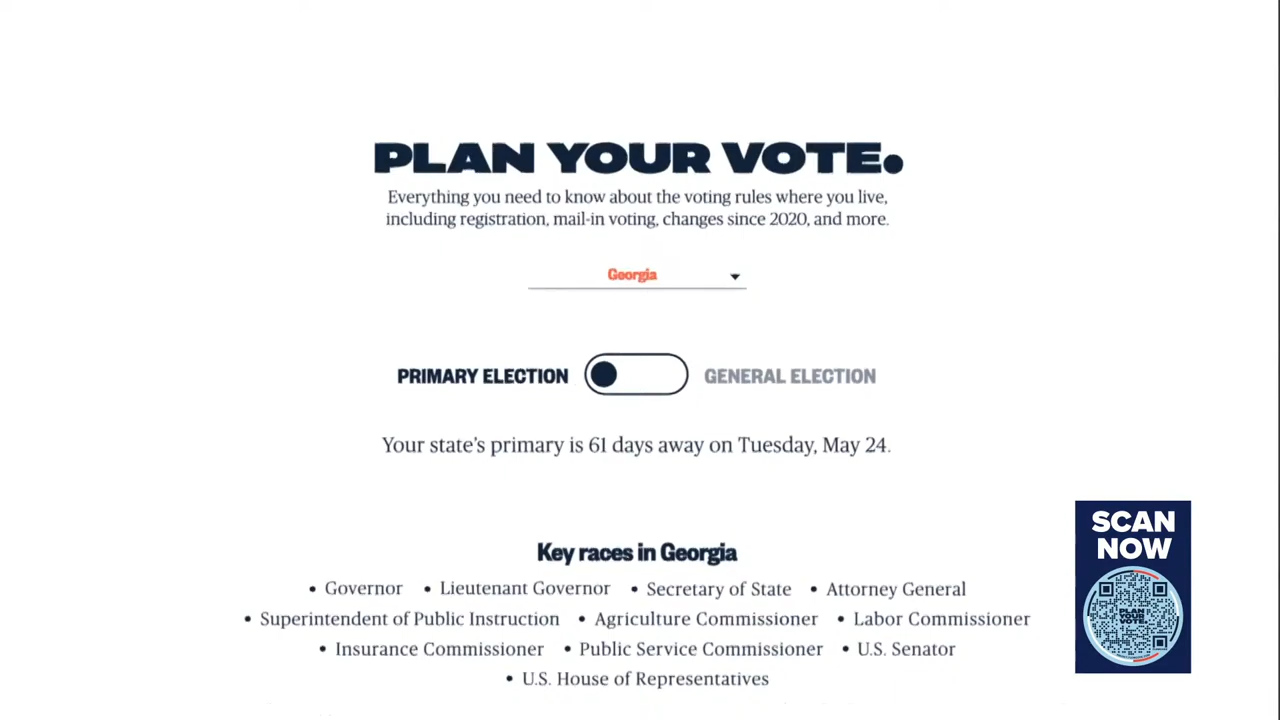 PLAN YOUR VOTE.
Everything you need to know about the voting rules where you live,
including registration, mail-in voting, changes since 2020, and more.
Georgia
PRIMARY ELECTION
GENERAL ELECTION
Your state's primary is 61 days away on Tuesday, May 24.
Key races in Georgia
• Governor • Lieutenant Governor • Secretary of State • Attorney General
• Superintendent of Public Instruction • Agriculture Commissioner • Labor Commissioner
• Insurance Commissioner • Public Service Commissioner • U.S. Senator
• U.S. House of Representatives
SCAN
NOW
PLAN
YOUR
VOTE.